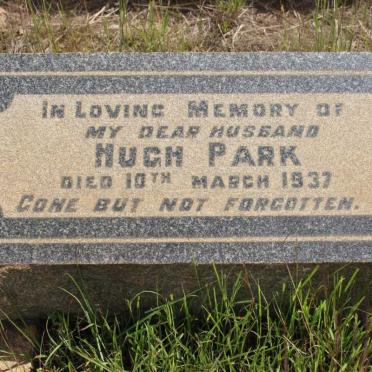 In Loving Memory of
my dear husband
Hugh Park
died 10th March 1937
Gone but not forgotten.